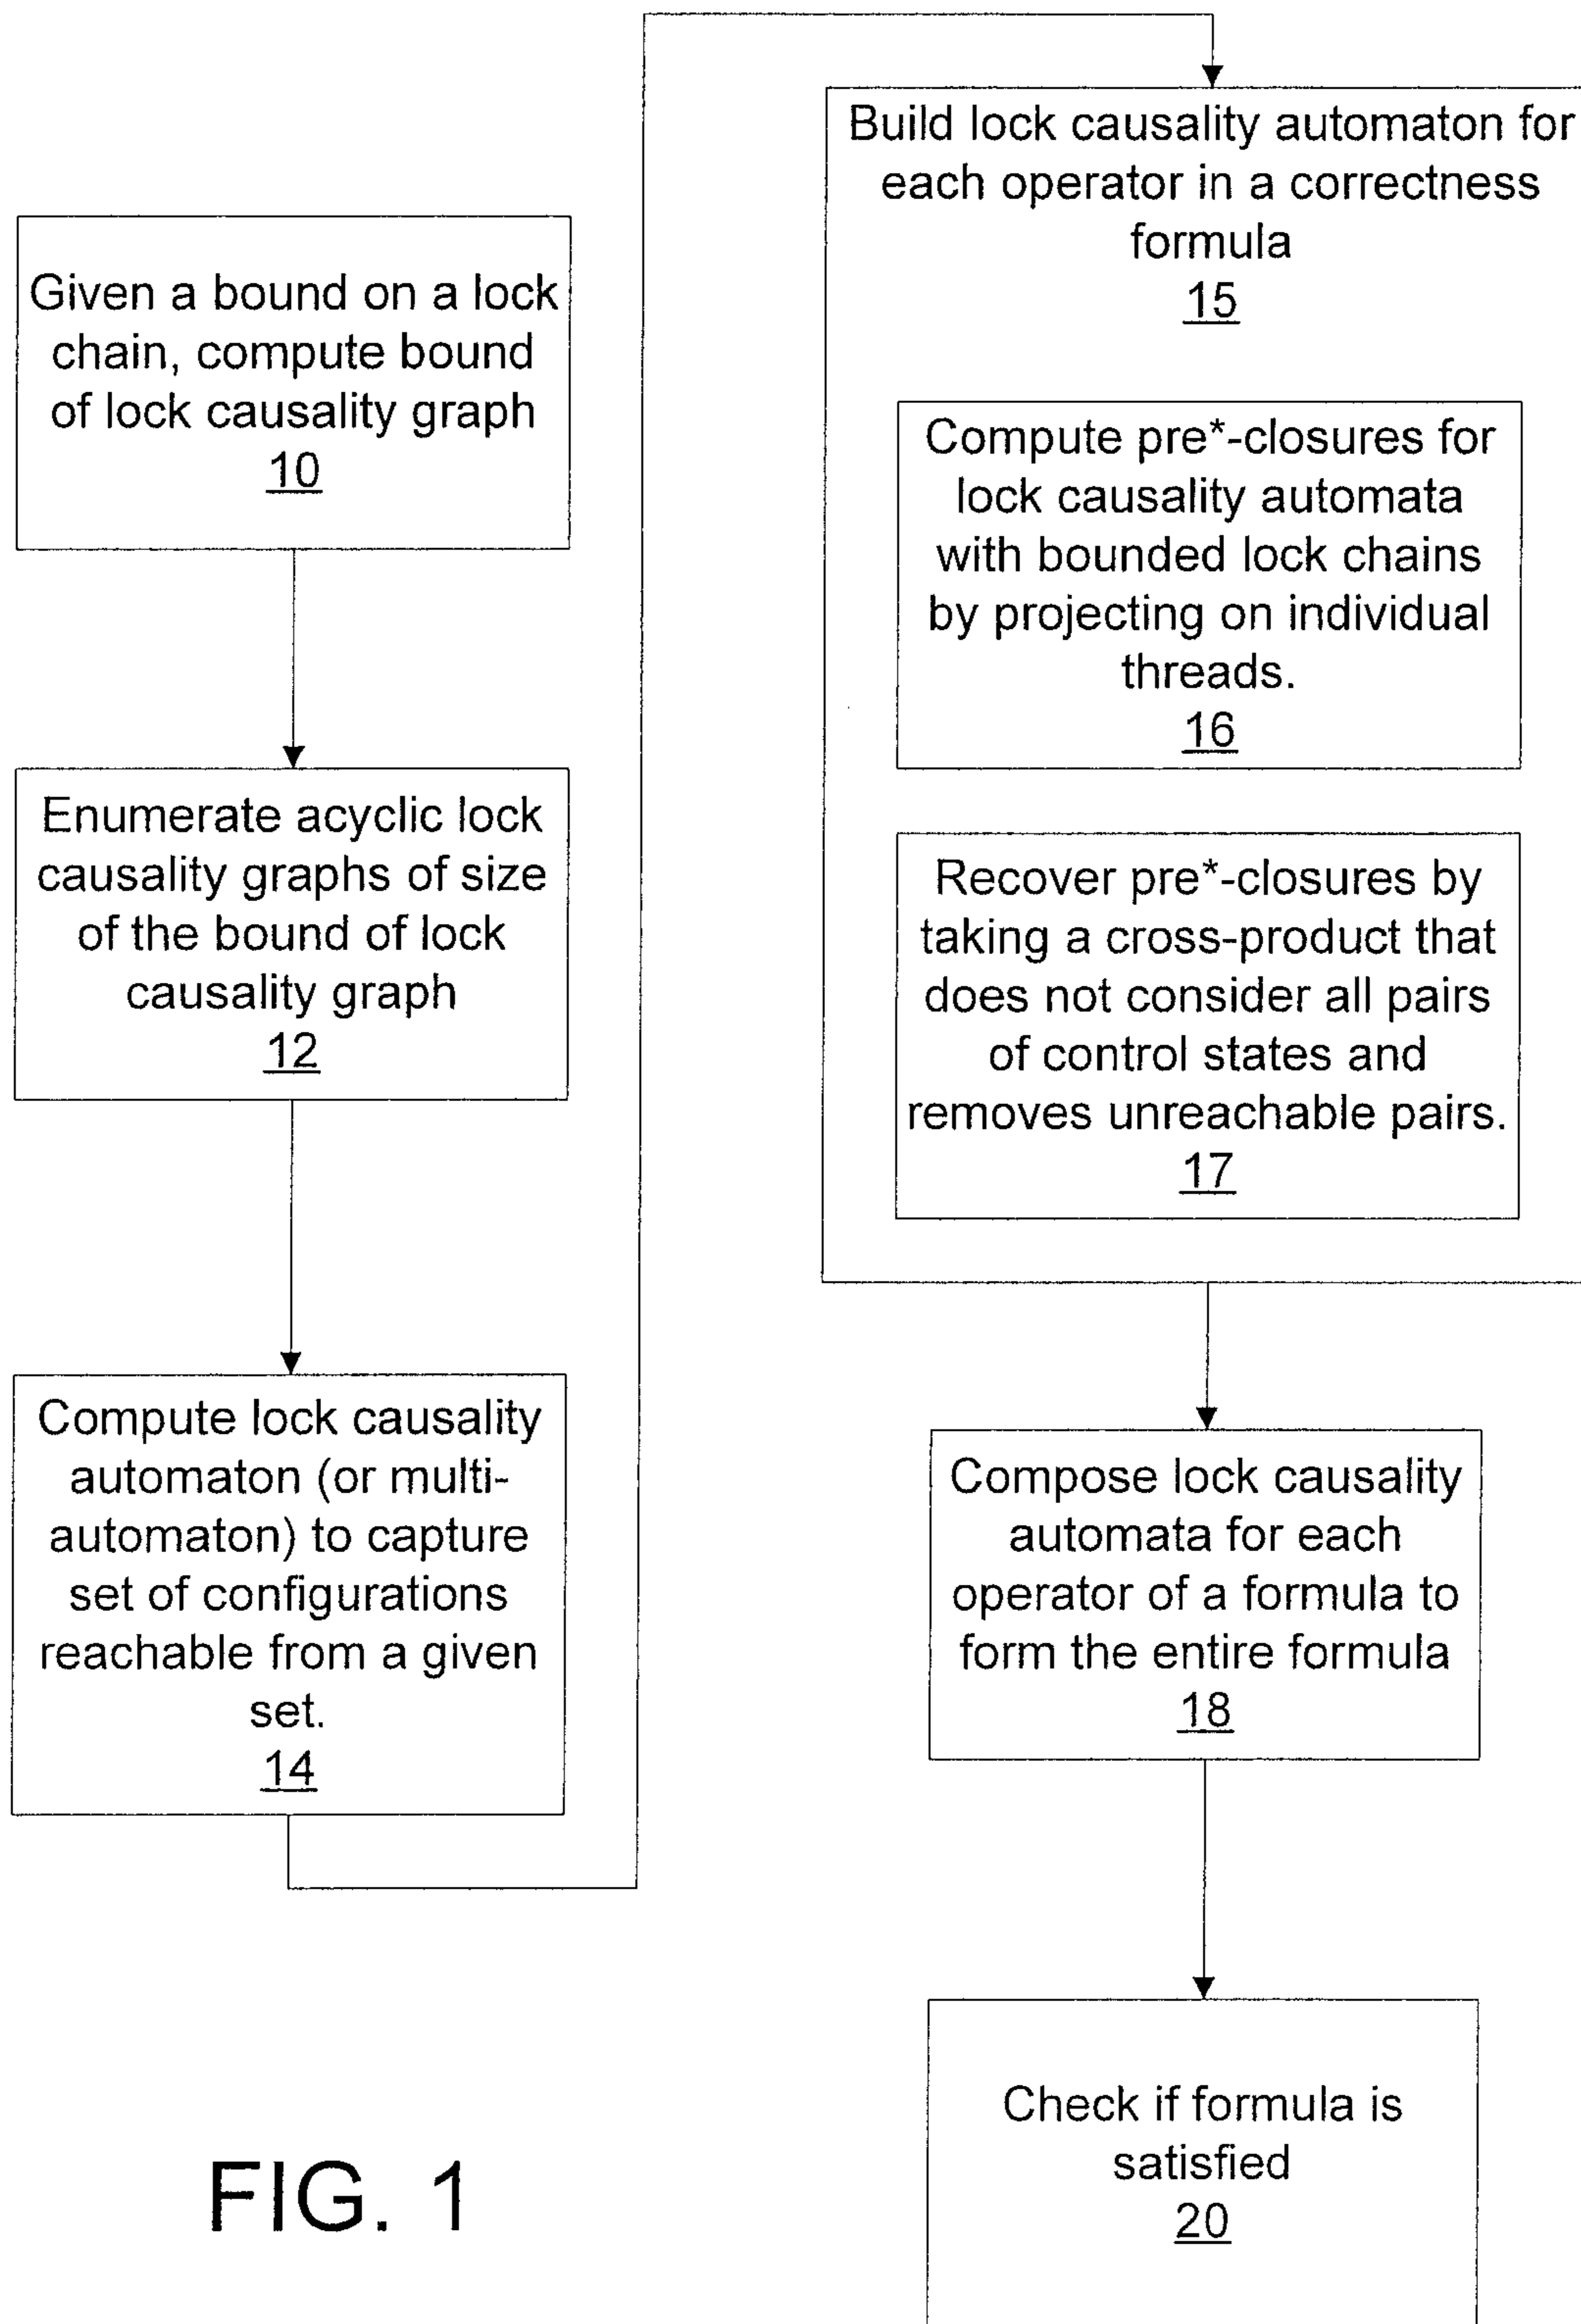 Given a bound on a lock
chain, compute bound
of lock causality graph
10
Enumerate acyclic lock
causality graphs of size
of the bound of lock
causality graph
12
Compute lock causality
automaton (or multi-
automaton) to capture
set of configurations
reachable from a given
set.
14
Build lock causality automaton for
each operator in a correctness
formula
15
Compute pre*-closures for
lock causality automata
with bounded lock chains
by projecting on individual
threads.
16
Recover pre*-closures by
taking a cross-product that
does not consider all pairs
of control states and
removes unreachable pairs.
17
Compose lock causality
automata for each
operator of a formula to
form the entire formula
18
Check if formula is
satisfied
20
FIG. 1